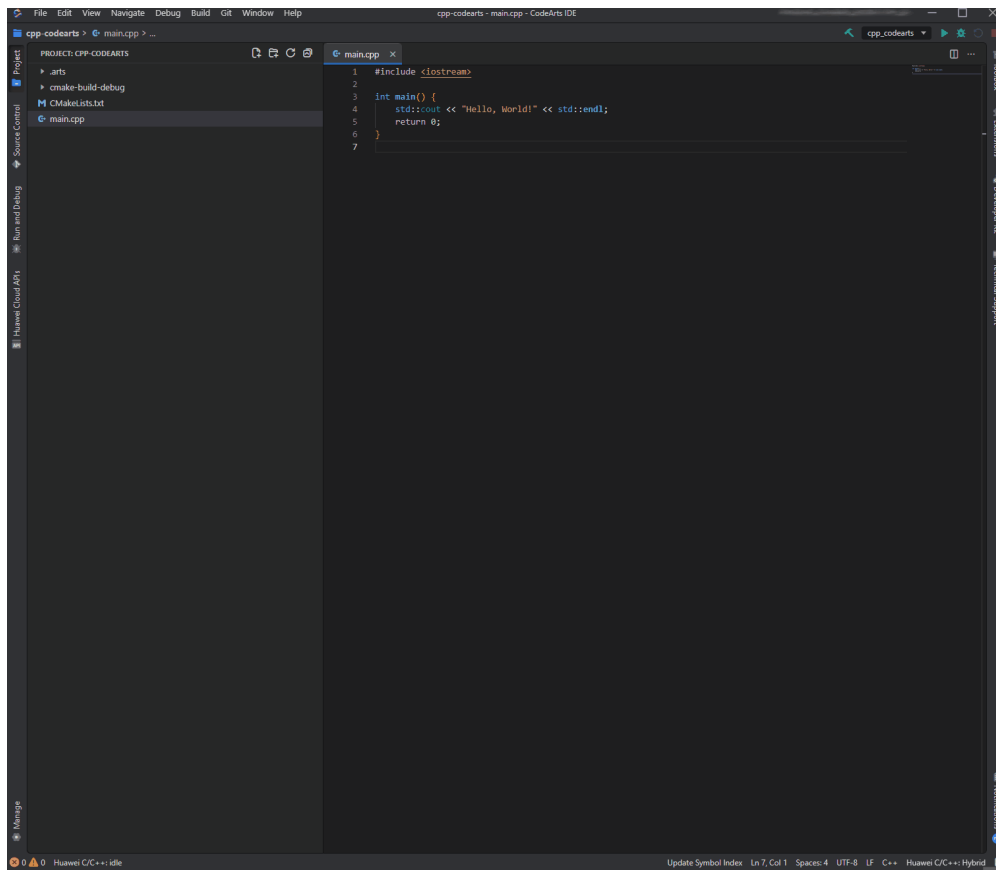 File Edit View Navigate Debug Build Git Window Help cpp-codearts - main.cpp - CodeArts IDE
cpp-codearts > main.cpp > ... cpp_codearts
Project
Source Control
Run and Debug
Huawei Cloud APIs
Manage
PROJECT: CPP-CODEARTS
.arts
cmake-build-debug
CMakeLists.txt
main.cpp
main.cpp
1 #include <iostream>
2
3 int main() {
4 std::cout << "Hello, World!" << std::endl;
5 return 0;
6 }
7
0 0 Huawei C/C++: idle Update Symbol Index Ln 7, Col 1 Spaces: 4 UTF-8 LF C++ Huawei C/C++: Hybrid